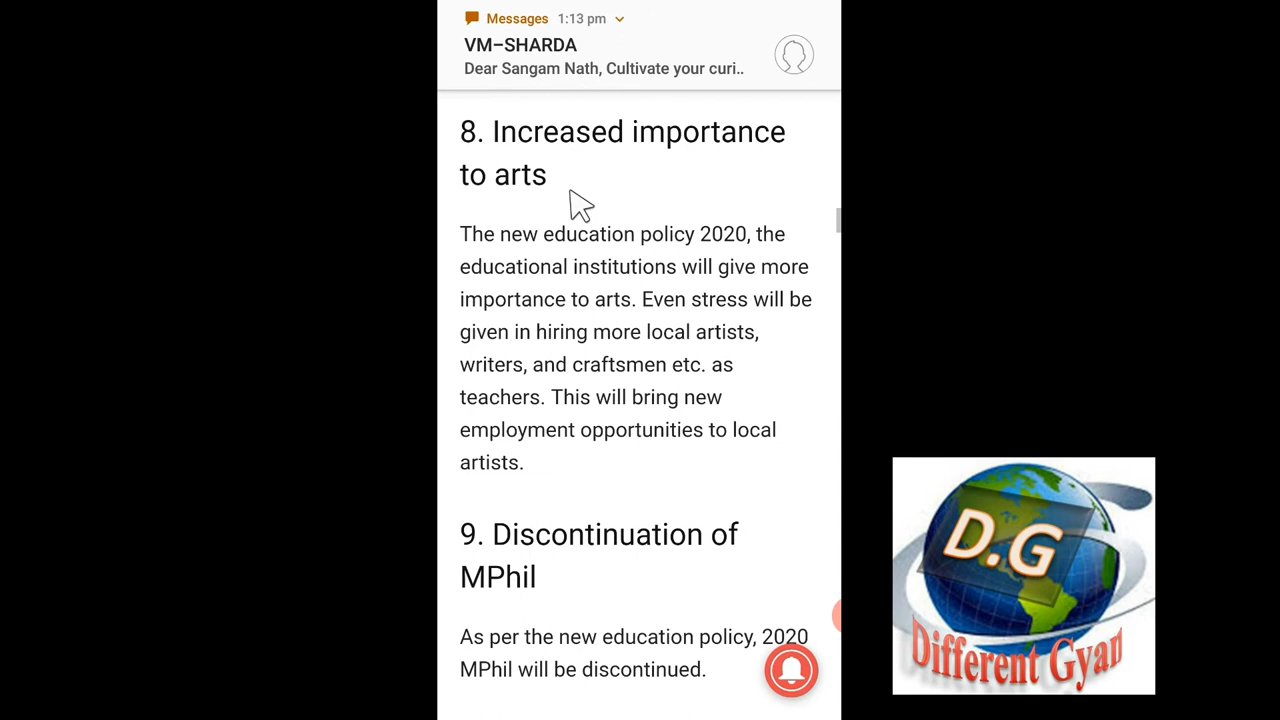 Messages 1:13 pm
VM-SHARDA
Dear Sangam Nath, Cultivate your curi..
8. Increased importance
to arts
The new education policy 2020, the
educational institutions will give more
importance to arts. Even stress will be
given in hiring more local artists,
writers, and craftsmen etc. as
teachers. This will bring new
employment opportunities to local
artists.
9. Discontinuation of
MPhil
As per the new education policy, 2020
MPhil will be discontinued.
D.G
Different Gyan